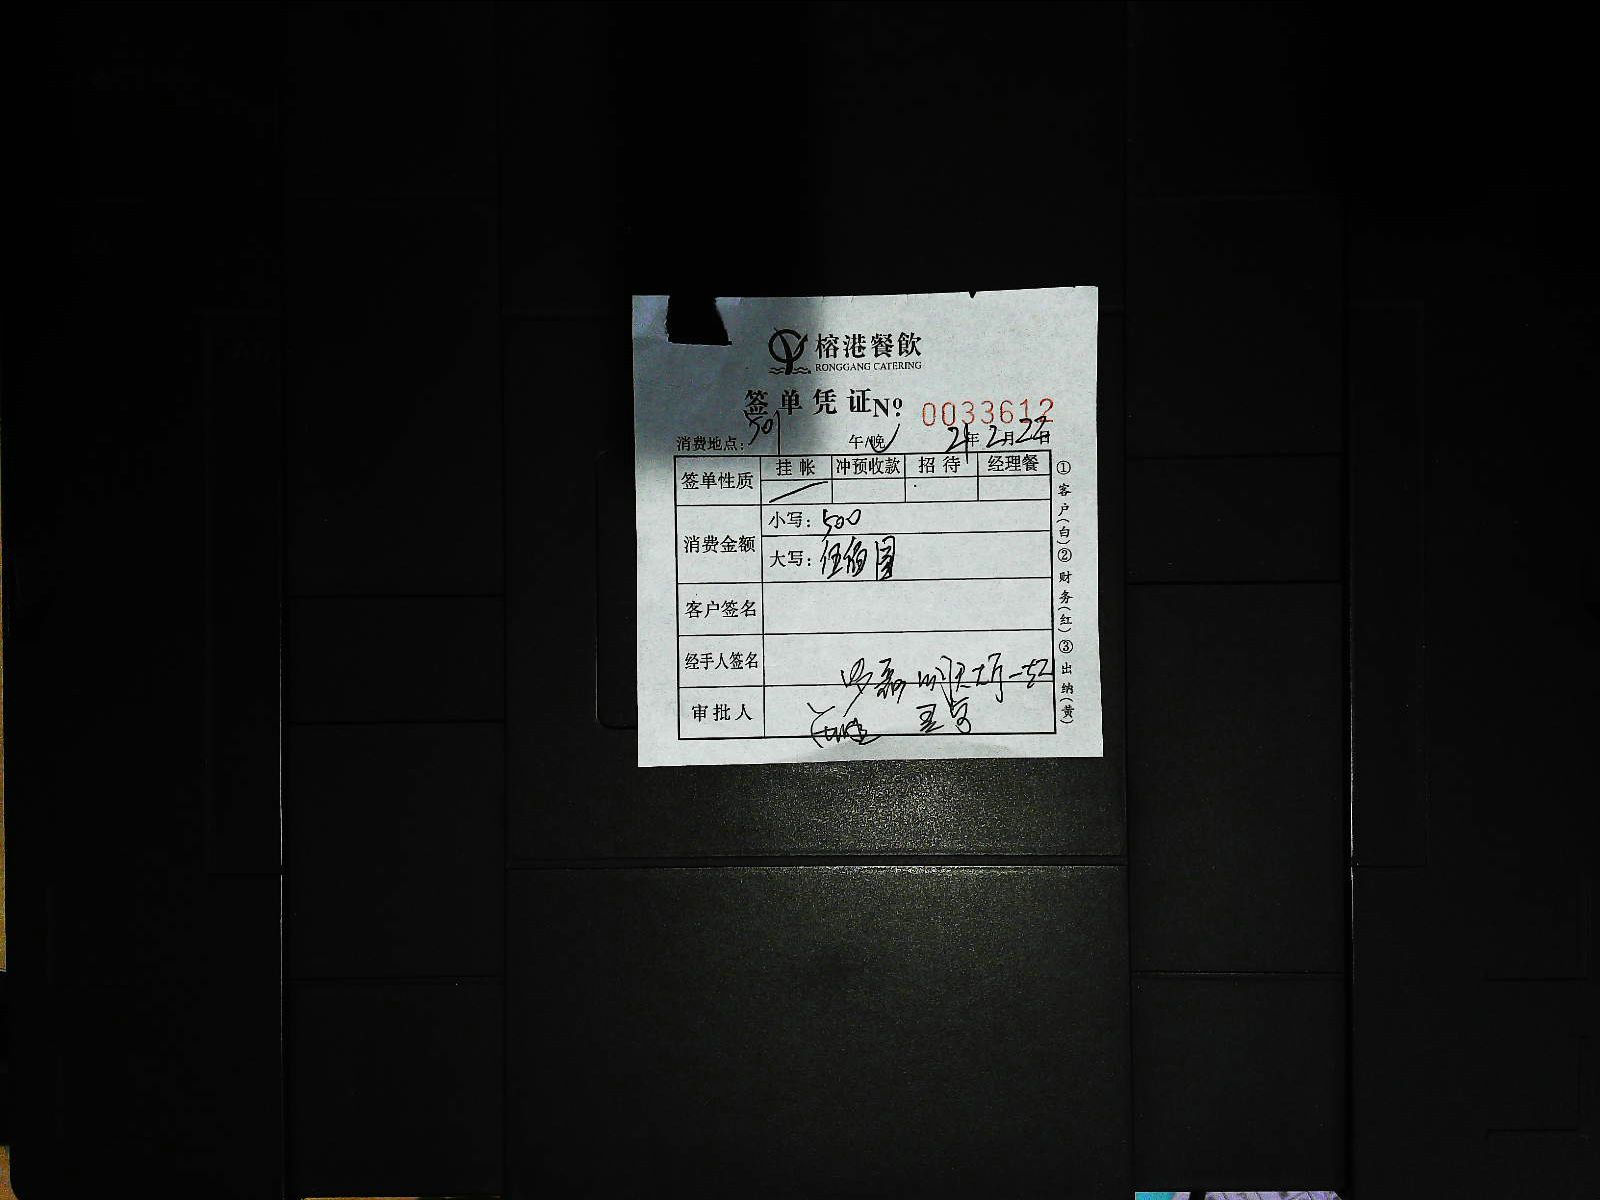 榕港餐飲
RONGGANG CATERING
签单凭证 Nº 0033612
消费地点: 501 午/晚 21年2月22日
签单性质 挂帐 冲预收款 招待 经理餐
消费金额 小写: 500
大写: 伍佰圆
客户签名
经手人签名
审批人
①客户(白)②财务(红)③出纳(黄)